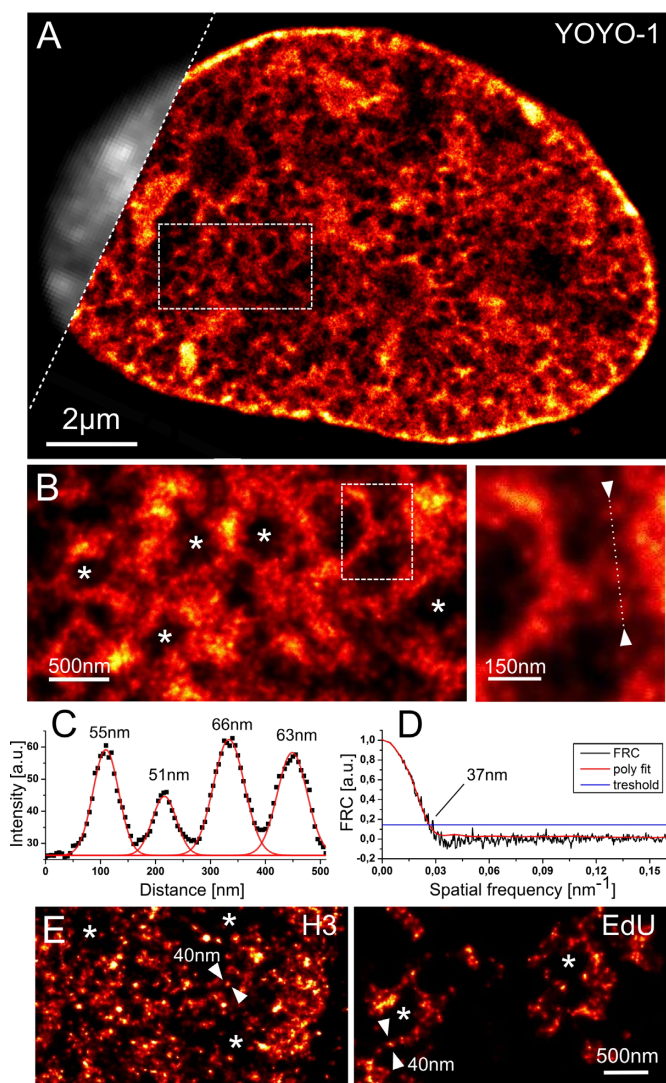 A
YOYO-1
2µm
B
* * * * *
500nm
150nm
C
55nm
51nm
66nm
63nm
Intensity [a.u.]
60
50
40
30
0 100 200 300 400 500
Distance [nm]
D
37nm
FRC
poly fit
treshold
FRC [a.u.]
1,0
0,8
0,6
0,4
0,2
0,0
-0,2
0,00 0,03 0,06 0,09 0,12 0,15
Spatial frequency [nm-1]
E
H3
* * *
40nm
EdU
* *
40nm
500nm